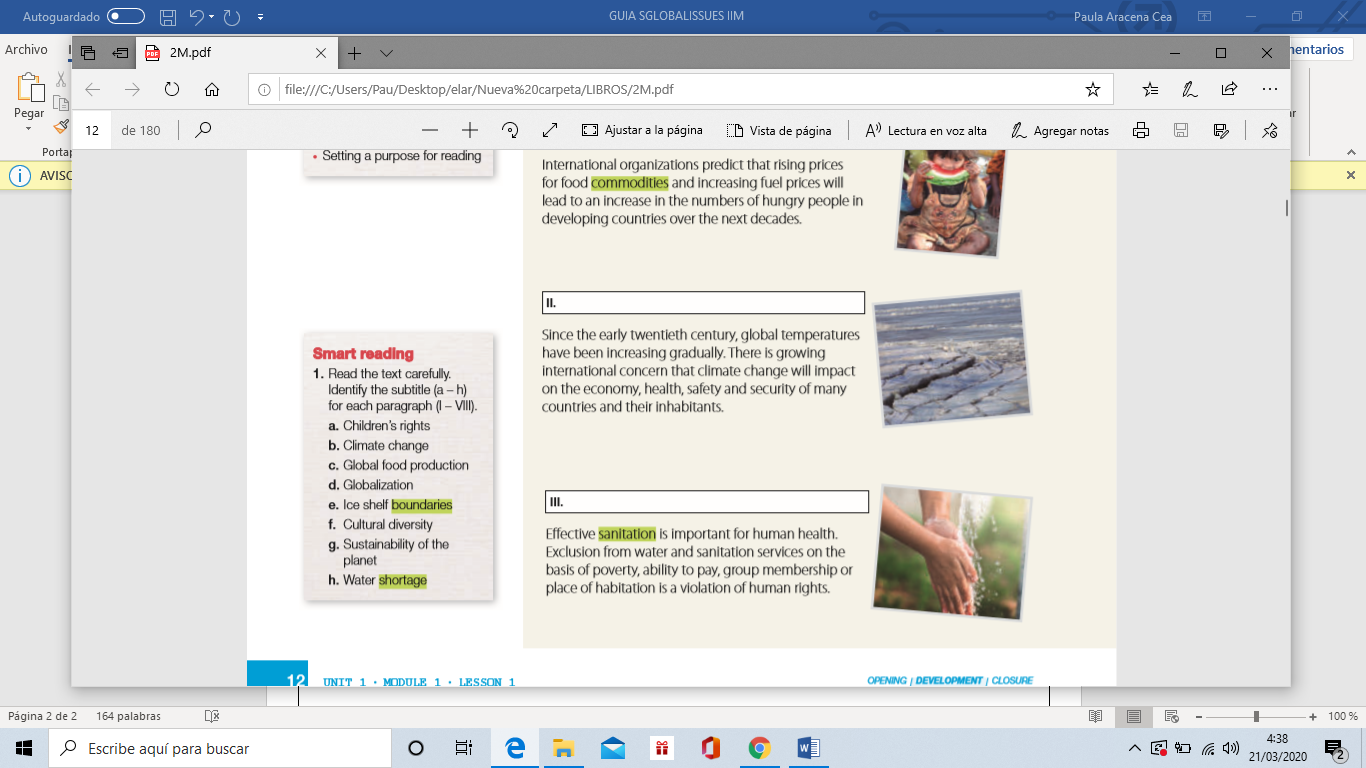 Autoguardado
GUIA SGLOBALISSUES IIM
Paula Aracena Cea
Archivo
2M.pdf
nentarios
file:///C:/Users/Pau/Desktop/elar/Nueva%20carpeta/LIBROS/2M.pdf
Pegar
12 de 180
Ajustar a la página
Vista de página
Lectura en voz alta
Agregar notas
Portap
AVISO
• Setting a purpose for reading
International organizations predict that rising prices
for food commodities and increasing fuel prices will
lead to an increase in the numbers of hungry people in
developing countries over the next decades.
II.
Since the early twentieth century, global temperatures
have been increasing gradually. There is growing
international concern that climate change will impact
on the economy, health, safety and security of many
countries and their inhabitants.
Smart reading
1. Read the text carefully.
Identify the subtitle (a – h)
for each paragraph (I – VIII).
a. Children's rights
b. Climate change
c. Global food production
d. Globalization
e. Ice shelf boundaries
f. Cultural diversity
g. Sustainability of the
planet
h. Water shortage
III.
Effective sanitation is important for human health.
Exclusion from water and sanitation services on the
basis of poverty, ability to pay, group membership or
place of habitation is a violation of human rights.
12 UNIT 1 · MODULE 1 · LESSON 1
OPENING / DEVELOPMENT / CLOSURE
Página 2 de 2 164 palabras
100 %
Escribe aquí para buscar
4:38
21/03/2020
2